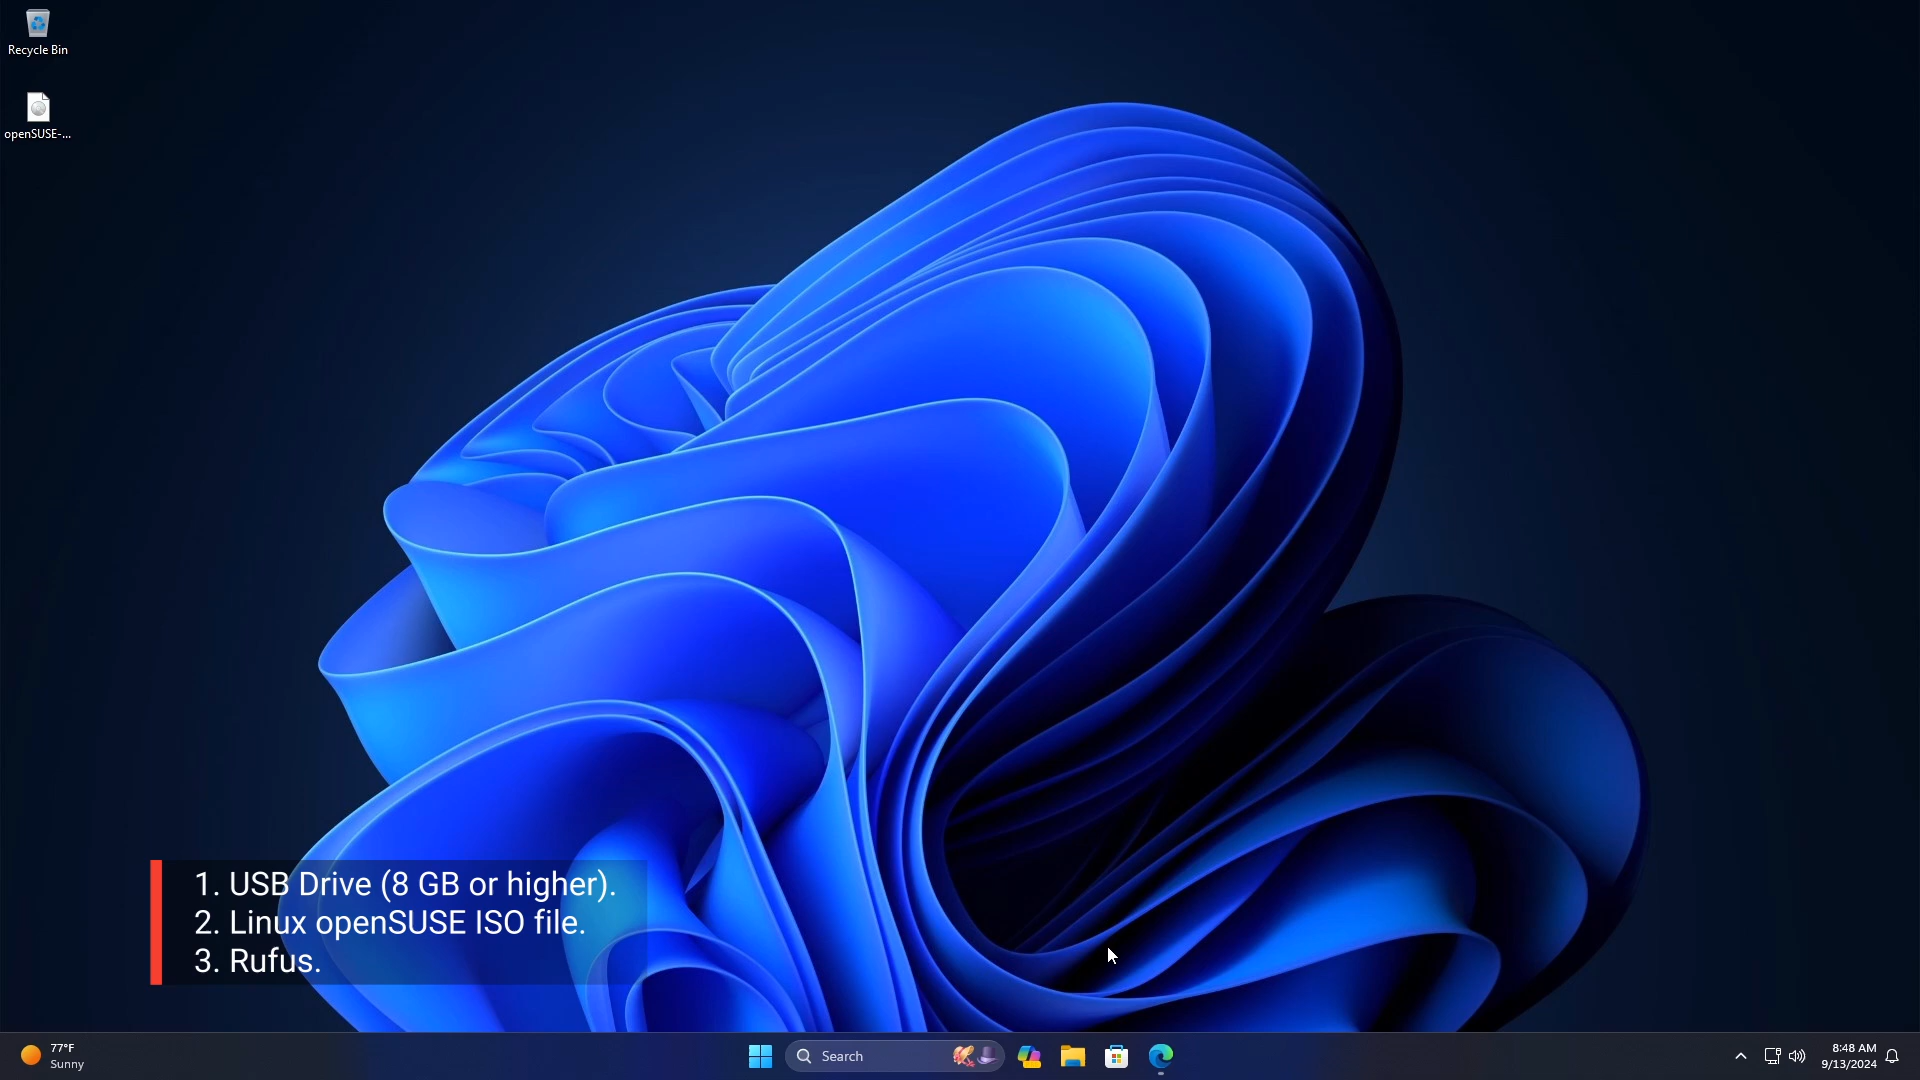 Recycle Bin
openSUSE-...
1. USB Drive (8 GB or higher).
2. Linux openSUSE ISO file.
3. Rufus.
77°F
Sunny
Search
8:48 AM
9/13/2024